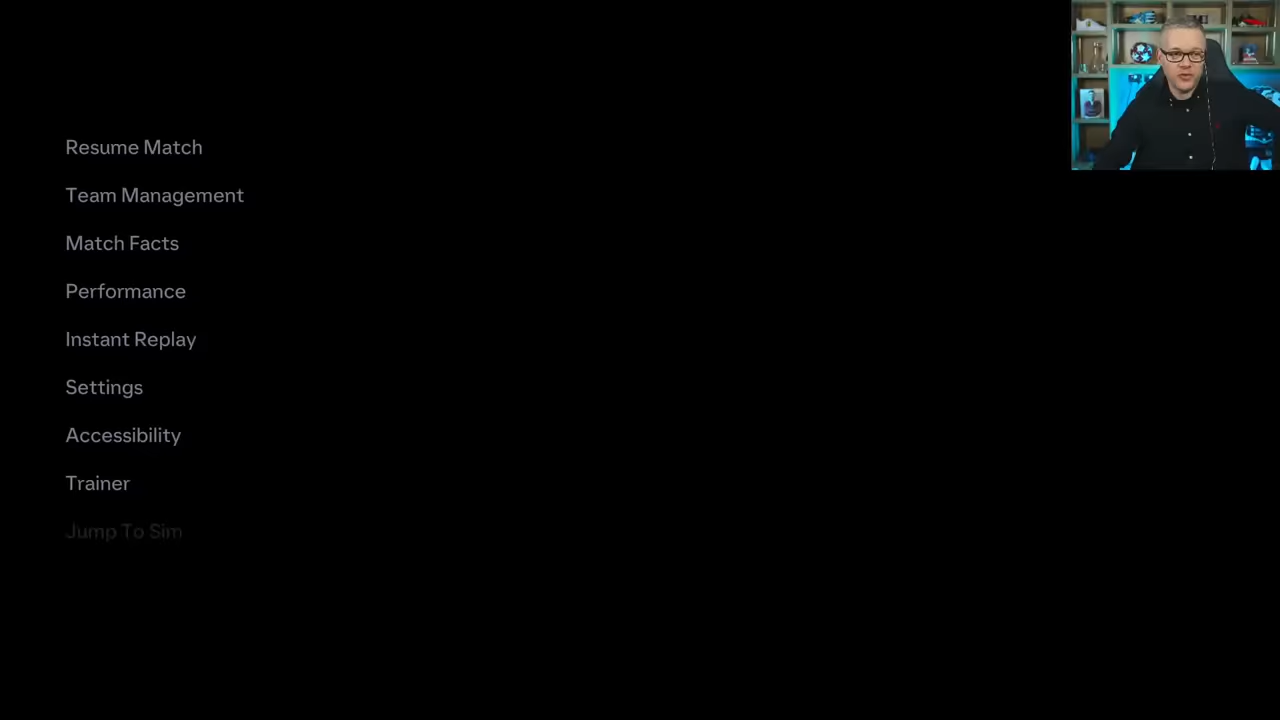 Resume Match
Team Management
Match Facts
Performance
Instant Replay
Settings
Accessibility
Trainer
Jump To Sim